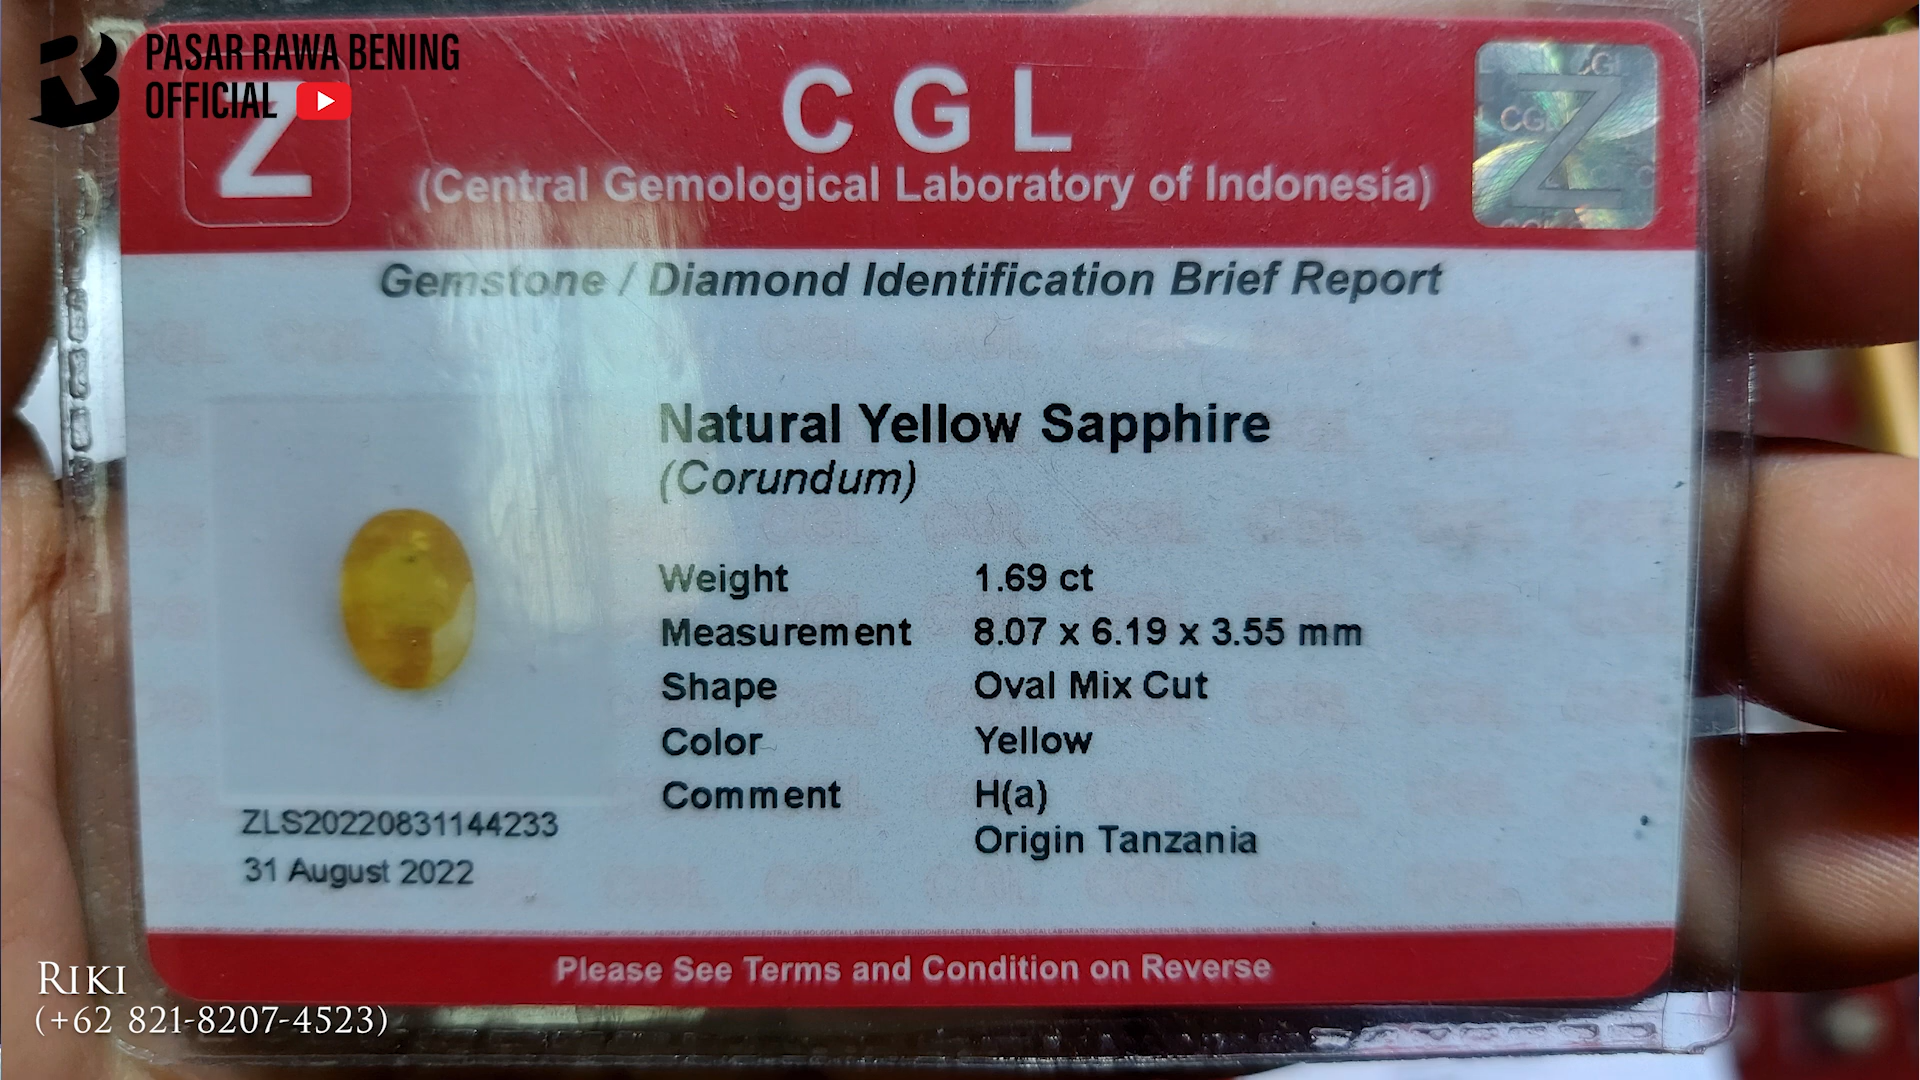 PASAR RAWA BENING
OFFICIAL
Z
C G L
(Central Gemological Laboratory of Indonesia)
CGL
Z
Gemstone / Diamond Identification Brief Report
Natural Yellow Sapphire
(Corundum)
Weight 1.69 ct
Measurement 8.07 x 6.19 x 3.55 mm
Shape Oval Mix Cut
Color Yellow
Comment H(a)
Origin Tanzania
ZLS20220831144233
31 August 2022
Please See Terms and Condition on Reverse
RIKI
(+62 821-8207-4523)